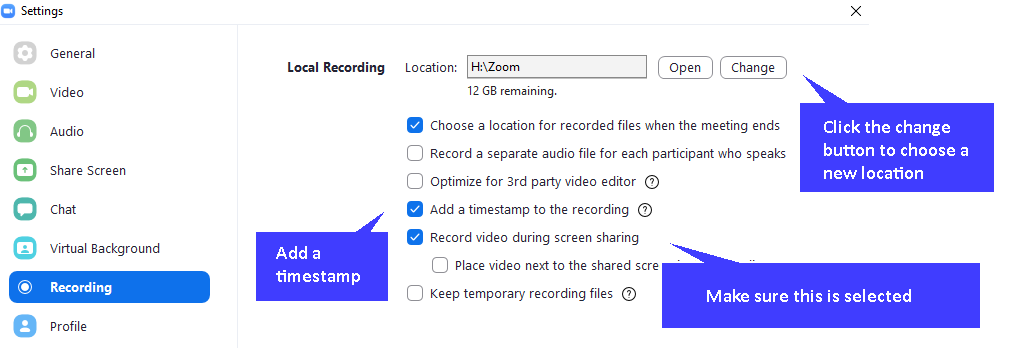 Settings
General
Video
Audio
Share Screen
Chat
Virtual Background
Recording
Profile
Local Recording Location: H:\Zoom Open Change
12 GB remaining.
Choose a location for recorded files when the meeting ends
Record a separate audio file for each participant who speaks
Optimize for 3rd party video editor ?
Add a timestamp to the recording ?
Record video during screen sharing
Place video next to the shared
Keep temporary recording files ?
Click the change
button to choose a
new location
Add a
timestamp
Make sure this is selected